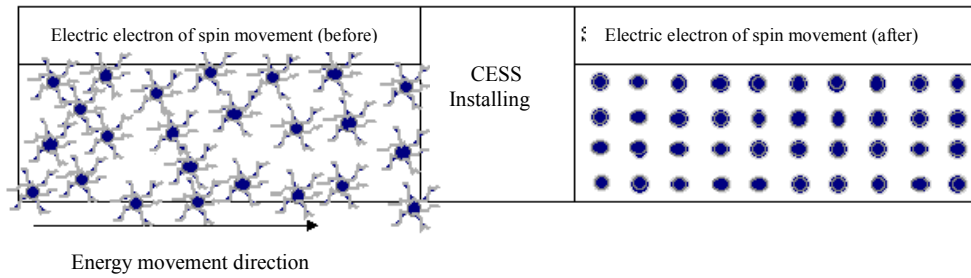 Electric electron of spin movement (before)
CESS
Installing
Electric electron of spin movement (after)
Energy movement direction